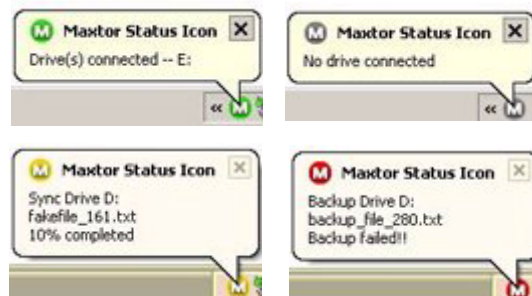 M Maxtor Status Icon X
Drive(s) connected -- E:
« M
M Maxtor Status Icon X
No drive connected
« M
M Maxtor Status Icon X
Sync Drive D:
fakefile_161.txt
10% completed
M
M Maxtor Status Icon X
Backup Drive D:
backup_file_280.txt
Backup failed!!
M